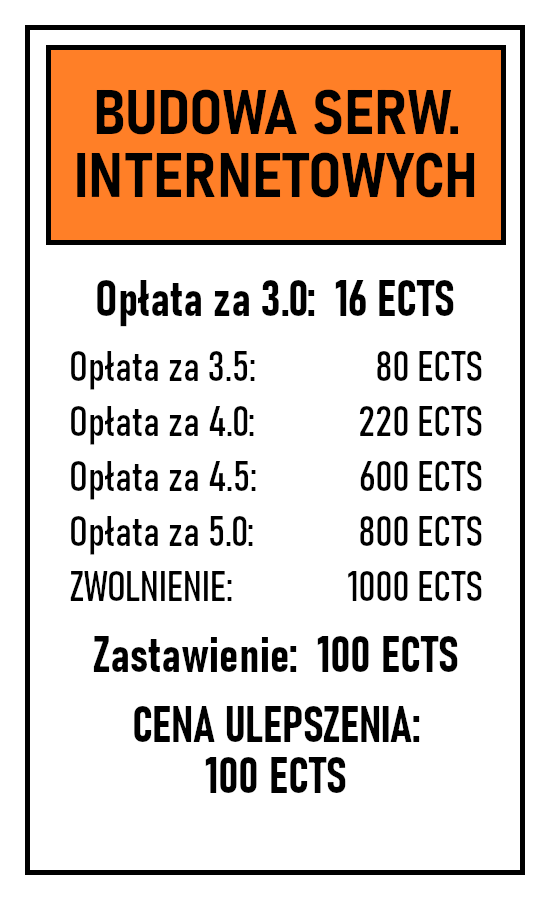 BUDOWA SERW.
INTERNETOWYCH
Opłata za 3.0: 16 ECTS
Opłata za 3.5: 80 ECTS
Opłata za 4.0: 220 ECTS
Opłata za 4.5: 600 ECTS
Opłata za 5.0: 800 ECTS
ZWOLNIENIE: 1000 ECTS
Zastawienie: 100 ECTS
CENA ULEPSZENIA:
100 ECTS